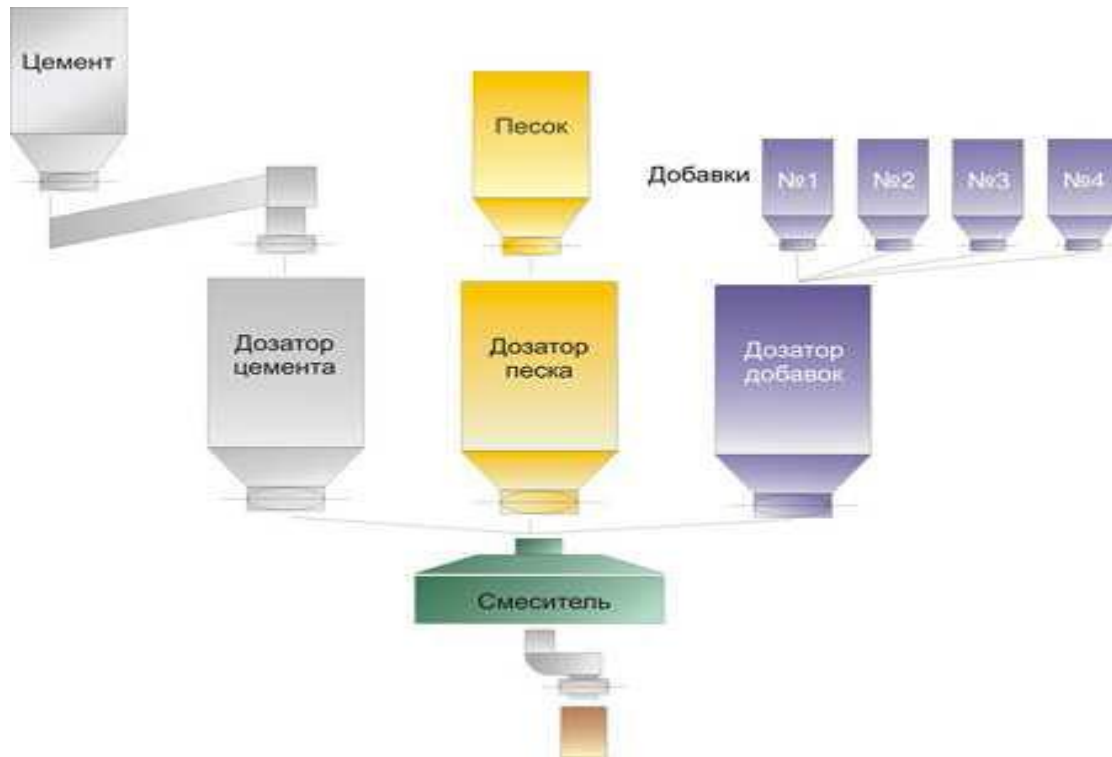 Цемент
Песок
Добавки
№1
№2
№3
№4
Дозатор
цемента
Дозатор
песка
Дозатор
добавок
Смеситель